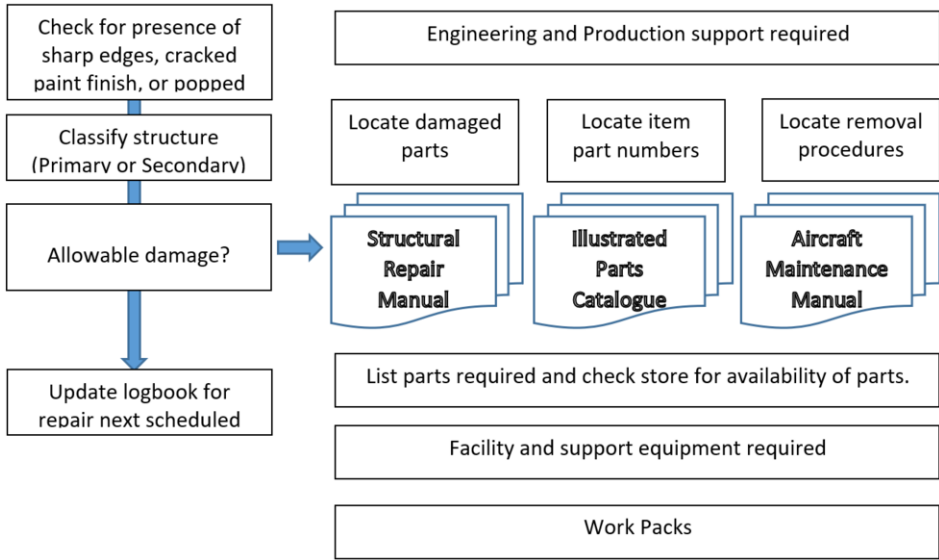 Check for presence of
sharp edges, cracked
paint finish, or popped
Classify structure
(Primary or Secondary)
Allowable damage?
Update logbook for
repair next scheduled
Engineering and Production support required
Locate damaged
parts
Locate item
part numbers
Locate removal
procedures
Structural
Repair
Manual
Illustrated
Parts
Catalogue
Aircraft
Maintenance
Manual
List parts required and check store for availability of parts.
Facility and support equipment required
Work Packs